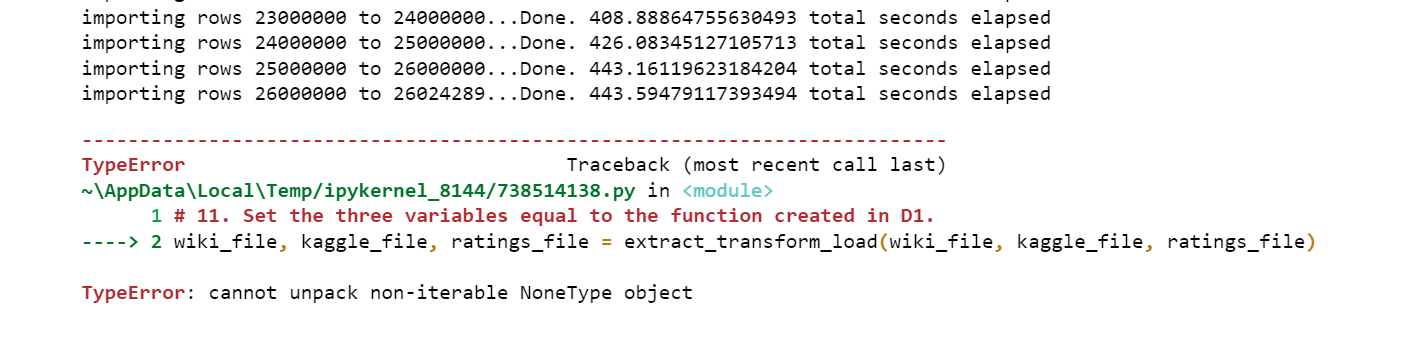 importing rows 23000000 to 24000000...Done. 408.88864755630493 total seconds elapsed
importing rows 24000000 to 25000000...Done. 426.08345127105713 total seconds elapsed
importing rows 25000000 to 26000000...Done. 443.16119623184204 total seconds elapsed
importing rows 26000000 to 26024289...Done. 443.59479117393494 total seconds elapsed
---------------------------------------------------------------------------
TypeError                                 Traceback (most recent call last)
~\AppData\Local\Temp/ipykernel_8144/738514138.py in <module>
      1 # 11. Set the three variables equal to the function created in D1.
----> 2 wiki_file, kaggle_file, ratings_file = extract_transform_load(wiki_file, kaggle_file, ratings_file)
TypeError: cannot unpack non-iterable NoneType object